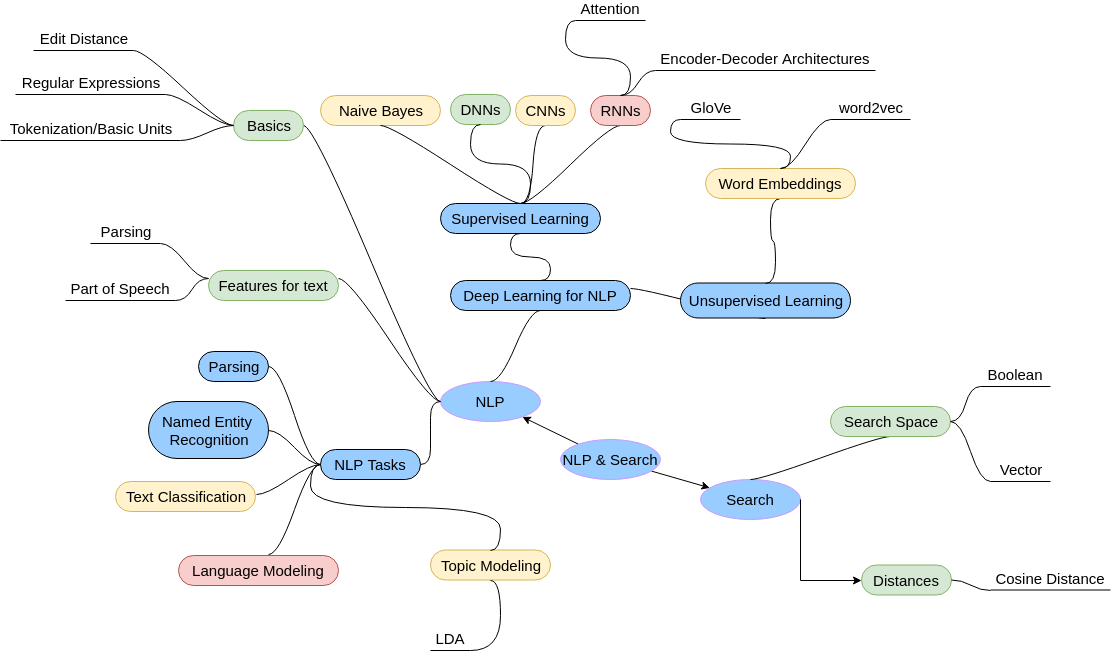 Attention
Edit Distance
Encoder-Decoder Architectures
Regular Expressions
Naive Bayes
DNNs
CNNs
RNNs
GloVe
word2vec
Tokenization/Basic Units
Basics
Word Embeddings
Supervised Learning
Parsing
Part of Speech
Features for text
Deep Learning for NLP
Unsupervised Learning
Parsing
Boolean
NLP
Named Entity
Recognition
Search Space
NLP Tasks
NLP & Search
Vector
Text Classification
Search
Language Modeling
Topic Modeling
Distances
Cosine Distance
LDA